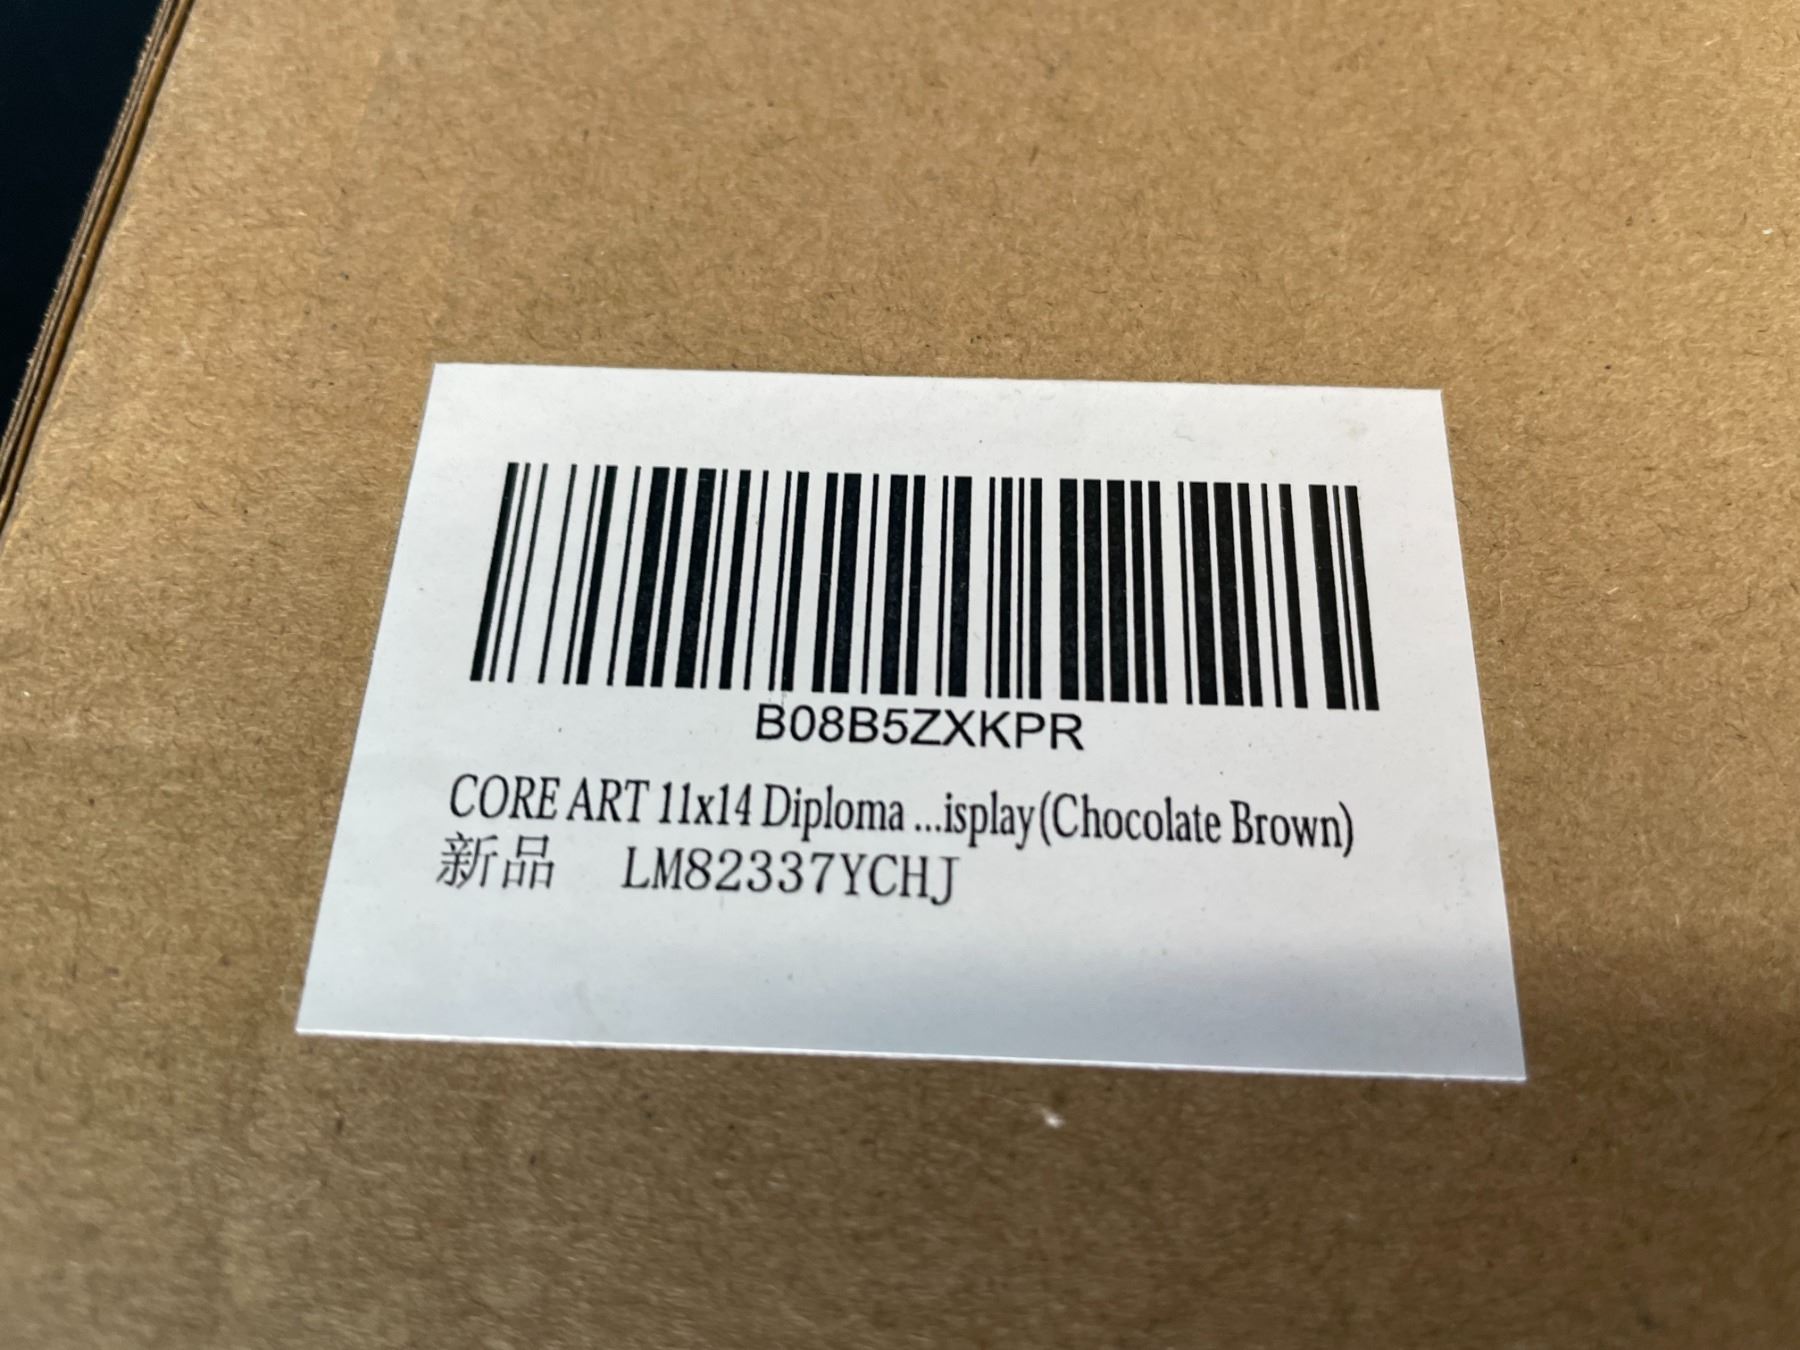 B08B5ZXKPR
CORE ART 11x14 Diploma ...isplay(Chocolate Brown)
新品 LM82337YCHJ